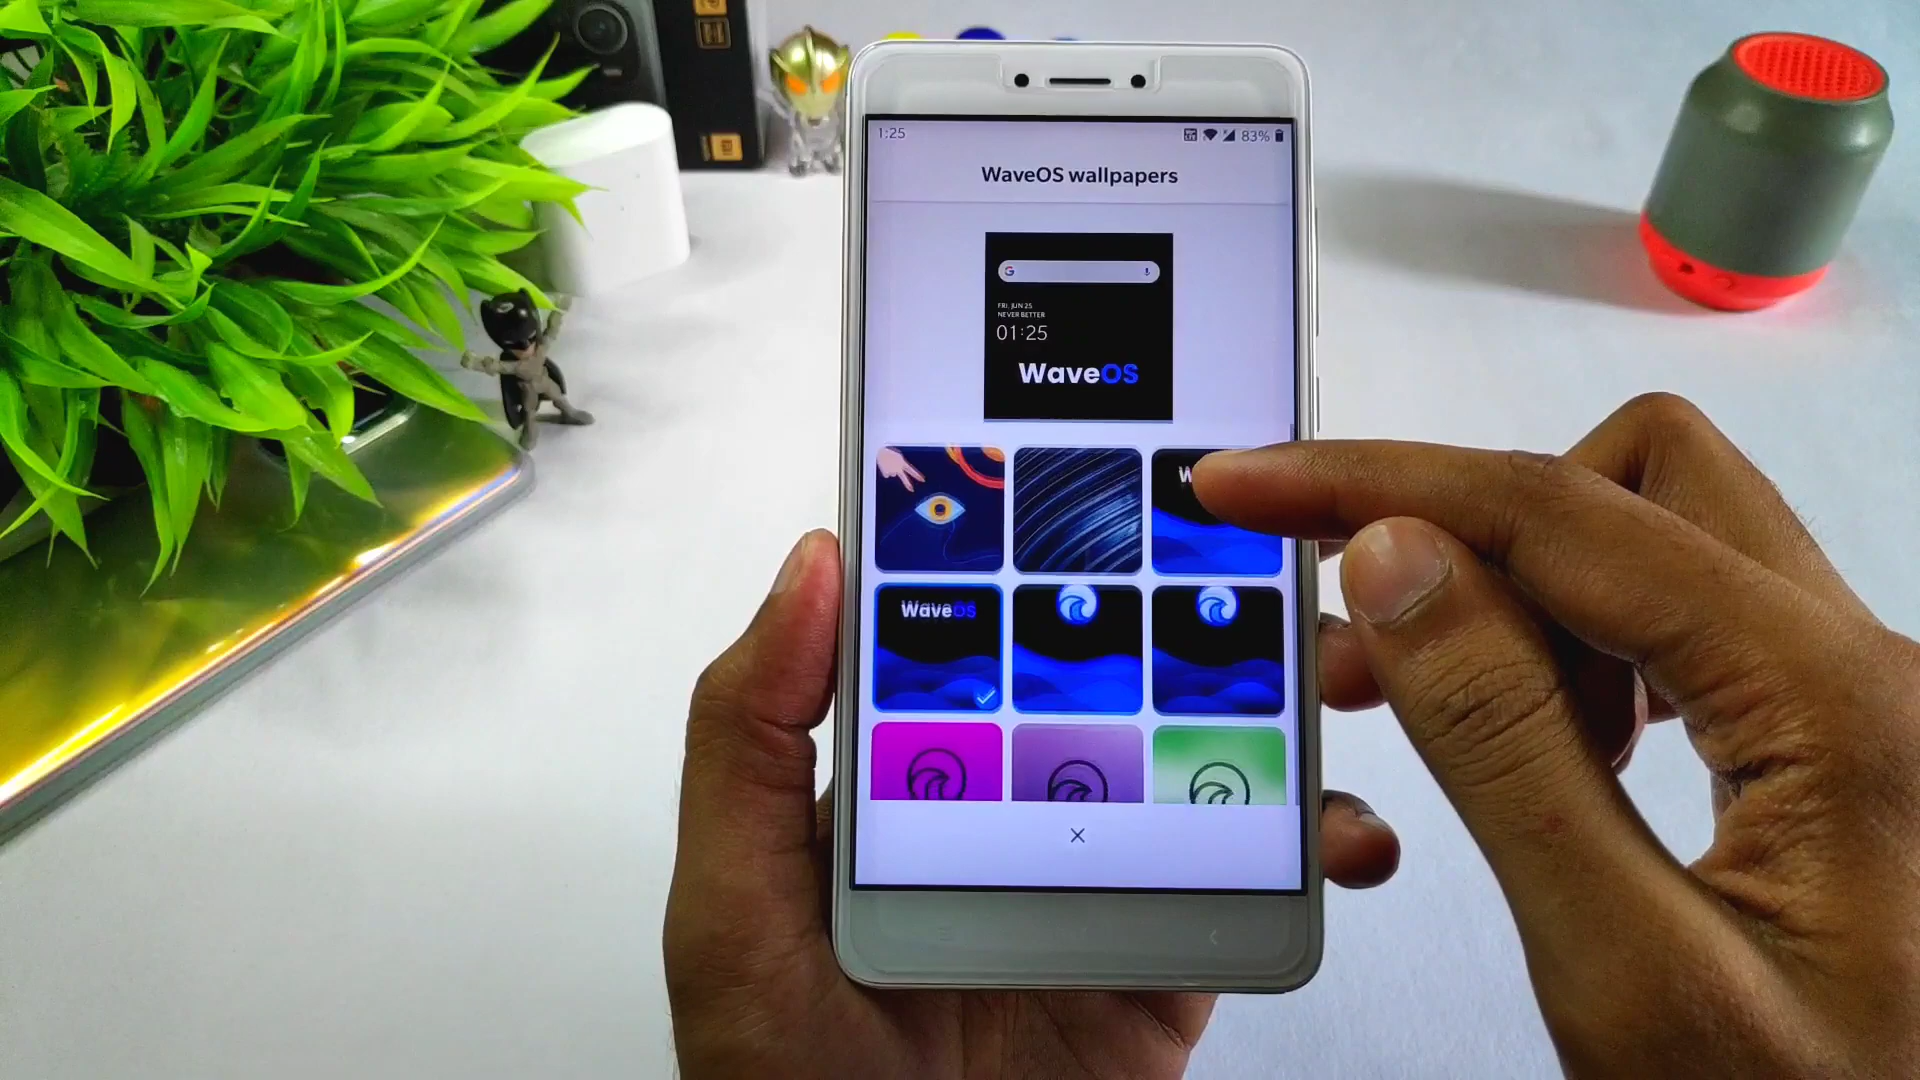 1:25
83%
WaveOS wallpapers
G
FRI, JUN 25
NEVER BETTER
01:25
WaveOS
W
WaveOS